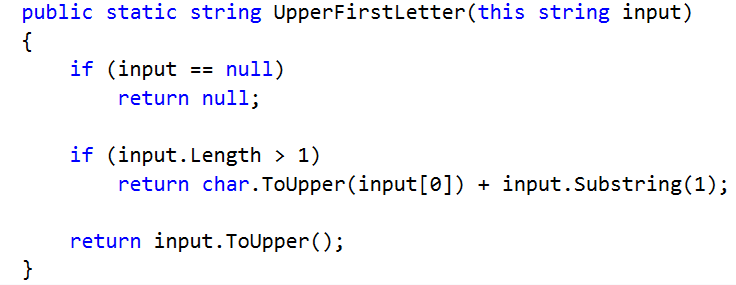 public static string UpperFirstLetter(this string input)
{
    if (input == null)
        return null;

    if (input.Length > 1)
        return char.ToUpper(input[0]) + input.Substring(1);

    return input.ToUpper();
}